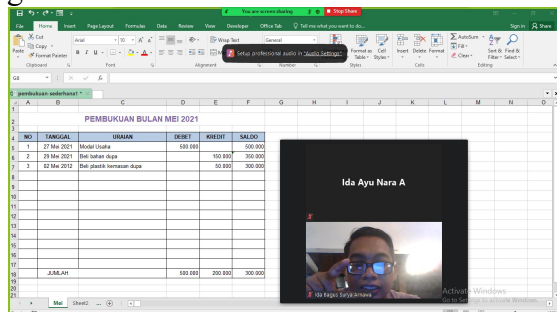 You are screen sharing Stop Share
File Home Insert Page Layout Formulas Data Review View Developer Office Tab Tell me what you want to do... Sign in Share
Cut
Copy
Format Painter
Paste
Arial 10
Wrap Text
General
Setup professional audio in "Audio Settings"
Format as Table
Cell Styles
Insert Delete Format
AutoSum
Fill
Clear
Sort & Filter
Find & Select
Clipboard Font Alignment Number Styles Cells Editing
G8
pembukuan sederhana1 *
A B C D E F G H I J K L M N O
PEMBUKUAN BULAN MEI 2021
NO TANGGAL URAIAN DEBET KREDIT SALDO
1 27 Mei 2021 Modal Usaha 500.000 500.000
2 28 Mei 2021 Beli bahan dupa 150.000 350.000
3 02 Mei 2012 Beli plastik kemasan dupa 50.000 300.000
JUMLAH 500.000 200.000 300.000
Ida Ayu Nara A
Ida Bagus Surya Arnawa
Activate Windows
Go to Settings to activate Windows.
Mei Sheet2 ...